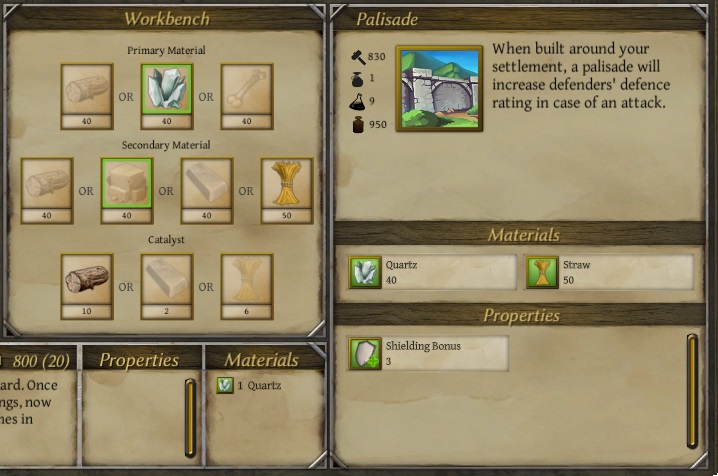 Workbench
Primary Material
OR
OR
40
40
40
Secondary Material
OR
OR
OR
40
40
40
50
Catalyst
OR
OR
10
2
6
800 (20)
ard. Once
ngs, now
nes in
Properties
Materials
1 Quartz
Palisade
830
1
9
950
When built around your
settlement, a palisade will
increase defenders' defence
rating in case of an attack.
Materials
Quartz
40
Straw
50
Properties
Shielding Bonus
3